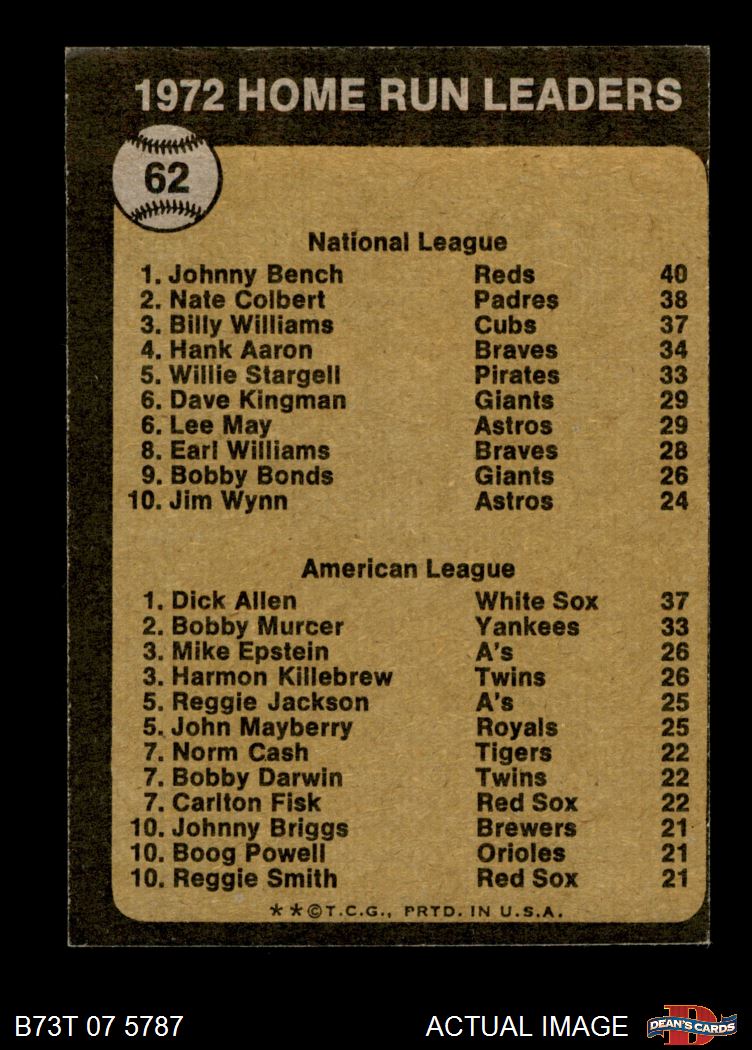 1972 HOME RUN LEADERS
62
National League
1. Johnny Bench Reds 40
2. Nate Colbert Padres 38
3. Billy Williams Cubs 37
4. Hank Aaron Braves 34
5. Willie Stargell Pirates 33
6. Dave Kingman Giants 29
6. Lee May Astros 29
8. Earl Williams Braves 28
9. Bobby Bonds Giants 26
10. Jim Wynn Astros 24
American League
1. Dick Allen White Sox 37
2. Bobby Murcer Yankees 33
3. Mike Epstein A's 26
3. Harmon Killebrew Twins 26
5. Reggie Jackson A's 25
5. John Mayberry Royals 25
7. Norm Cash Tigers 22
7. Bobby Darwin Twins 22
7. Carlton Fisk Red Sox 22
10. Johnny Briggs Brewers 21
10. Boog Powell Orioles 21
10. Reggie Smith Red Sox 21
**©T.C.G., PRTD. IN U.S.A.
B73T 07 5787 ACTUAL IMAGE
D
DEAN'S CARDS